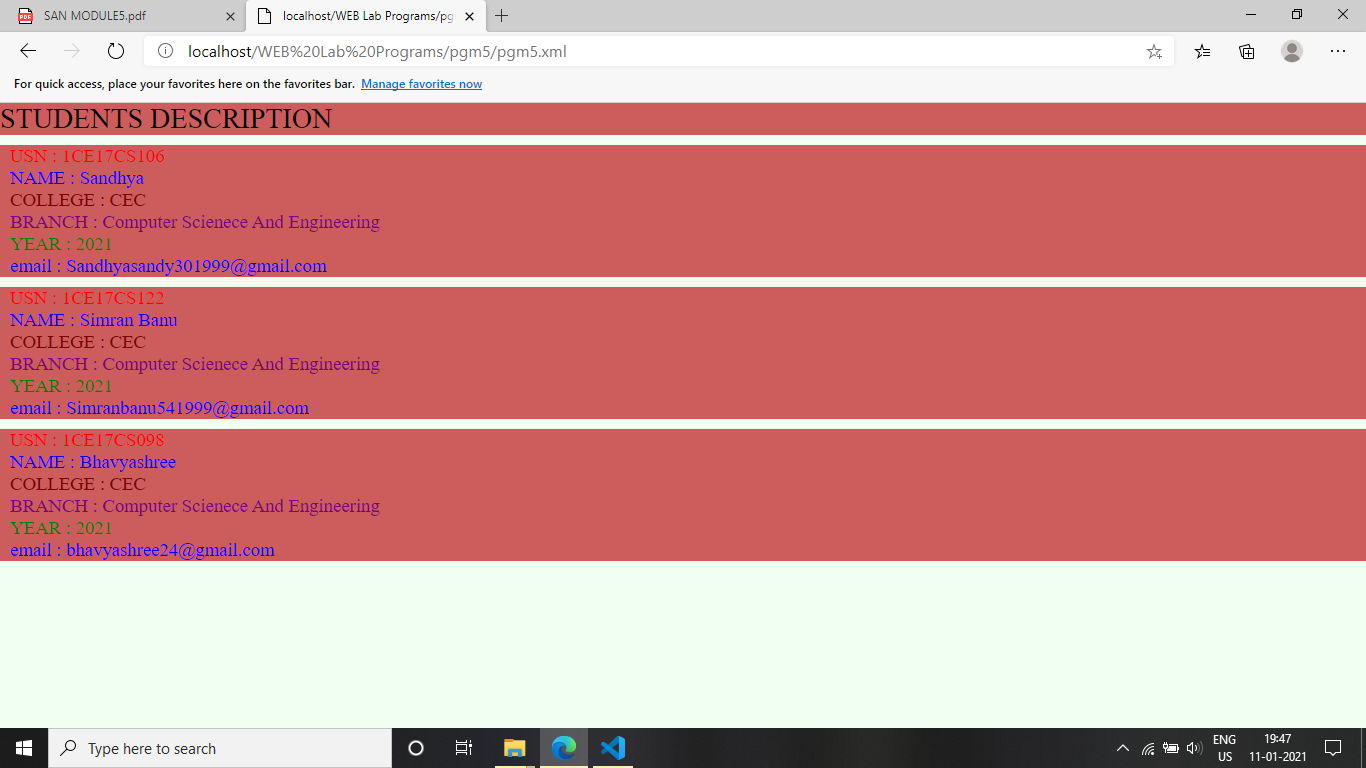 SAN MODULE5.pdf
localhost/WEB Lab Programs/pg
localhost/WEB%20Lab%20Programs/pgm5/pgm5.xml
For quick access, place your favorites here on the favorites bar. Manage favorites now
STUDENTS DESCRIPTION
USN : 1CE17CS106
NAME : Sandhya
COLLEGE : CEC
BRANCH : Computer Scienece And Engineering
YEAR : 2021
email : Sandhyasandy301999@gmail.com
USN : 1CE17CS122
NAME : Simran Banu
COLLEGE : CEC
BRANCH : Computer Scienece And Engineering
YEAR : 2021
email : Simranbanu541999@gmail.com
USN : 1CE17CS098
NAME : Bhavyashree
COLLEGE : CEC
BRANCH : Computer Scienece And Engineering
YEAR : 2021
email : bhavyashree24@gmail.com
Type here to search
ENG
US
19:47
11-01-2021